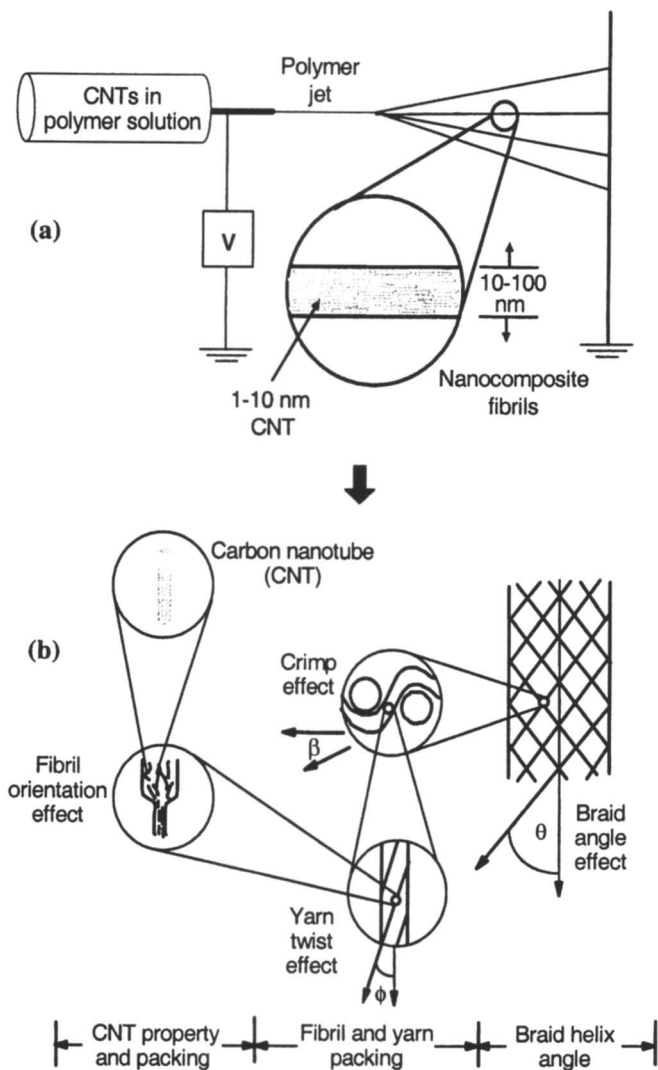 CNTs in
polymer solution
Polymer
jet
(a)
V
10-100
nm
1-10 nm
CNT
Nanocomposite
fibrils
Carbon nanotube
(CNT)
(b)
Crimp
effect
β
Fibril
orientation
effect
Braid
angle
effect
θ
Yarn
twist
effect
ϕ
CNT property
and packing
Fibril and yarn
packing
Braid helix
angle